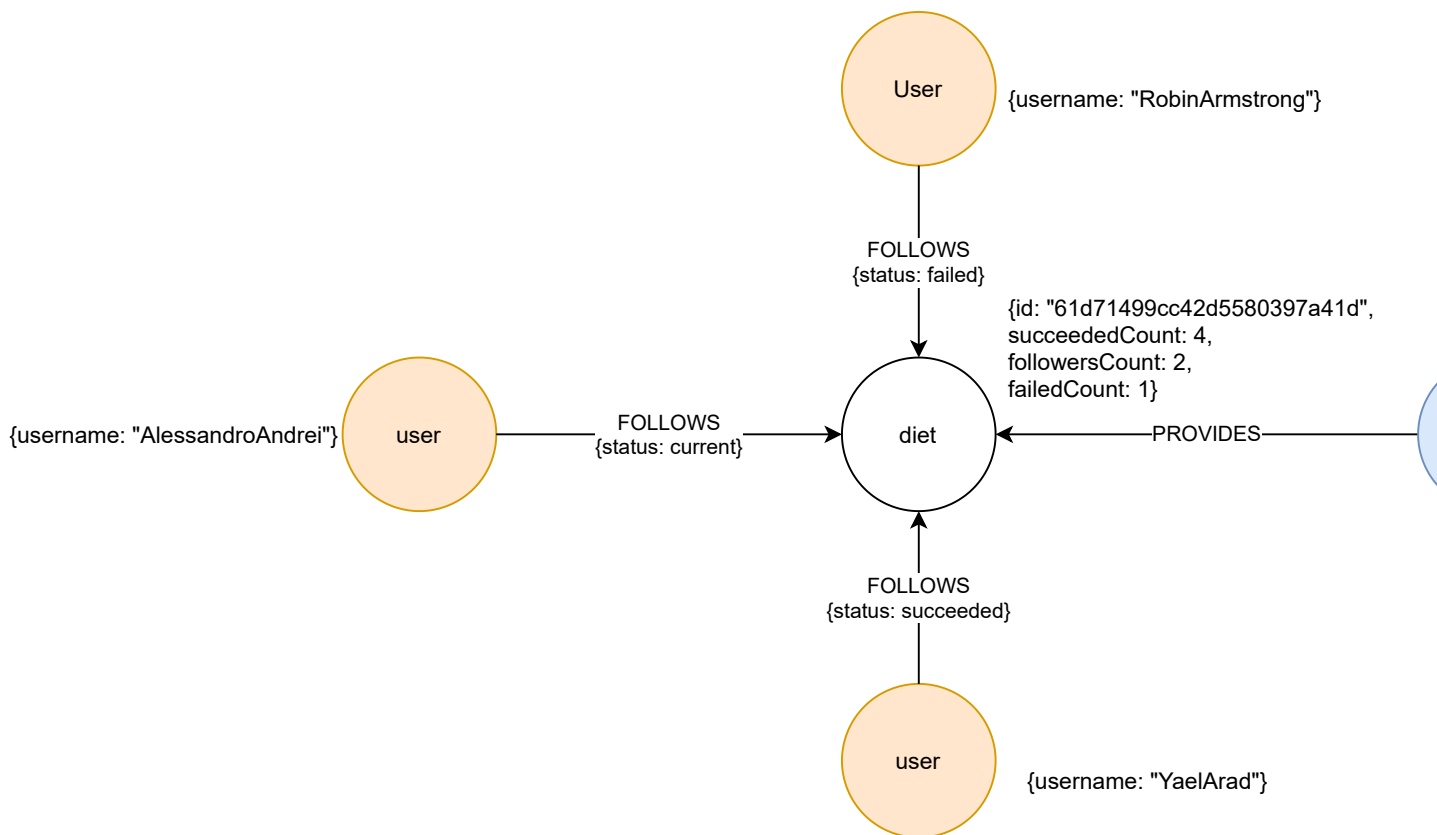 User
{username: "RobinArmstrong"}
FOLLOWS
{status: failed}
{id: "61d71499cc42d5580397a41d",
succeededCount: 4,
followersCount: 2,
failedCount: 1}
{username: "AlessandroAndrei"}
user
FOLLOWS
{status: current}
diet
PROVIDES
FOLLOWS
{status: succeeded}
user
{username: "YaelArad"}